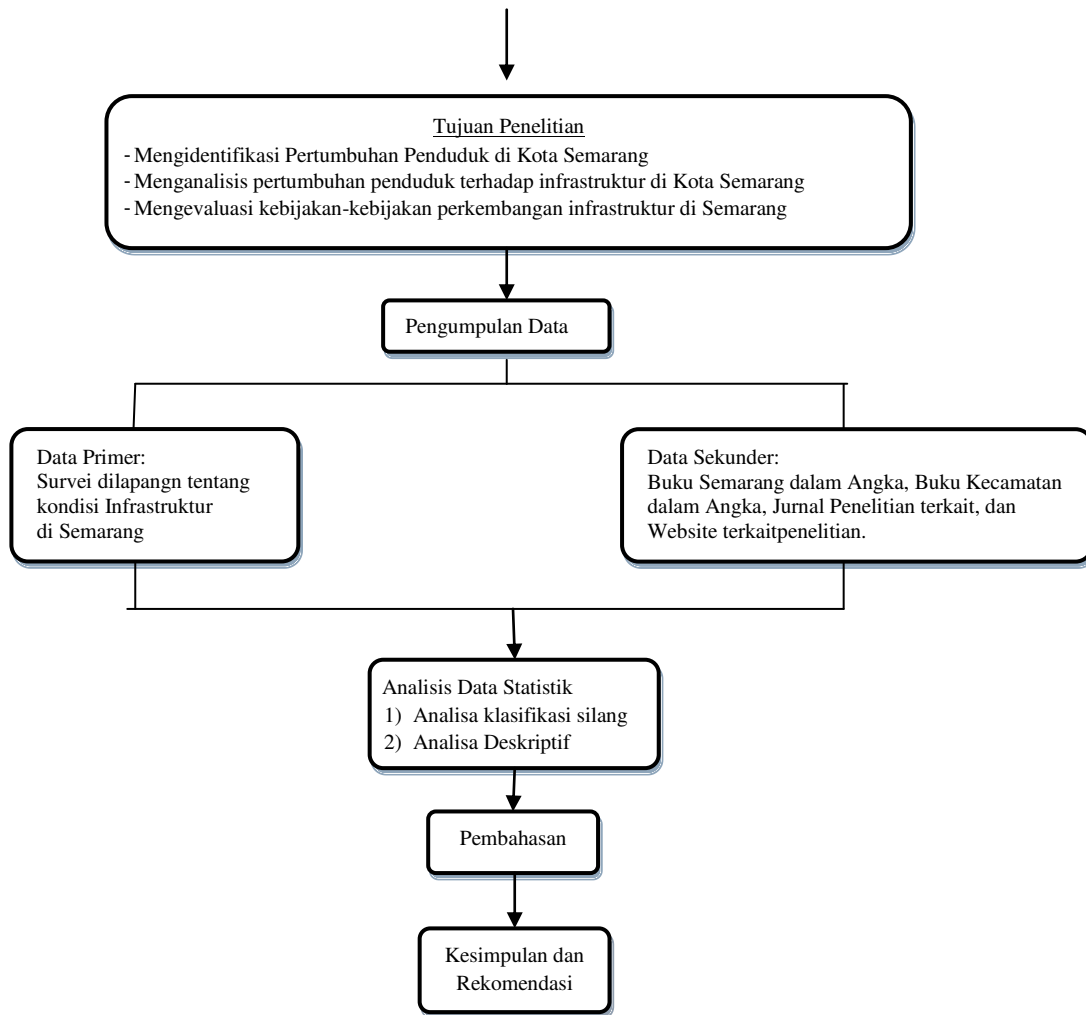 Tujuan Penelitian
- Mengidentifikasi Pertumbuhan Penduduk di Kota Semarang
- Menganalisis pertumbuhan penduduk terhadap infrastruktur di Kota Semarang
- Mengevaluasi kebijakan-kebijakan perkembangan infrastruktur di Semarang
Pengumpulan Data
Data Primer:
Survei dilapangn tentang
kondisi Infrastruktur
di Semarang
Data Sekunder:
Buku Semarang dalam Angka, Buku Kecamatan
dalam Angka, Jurnal Penelitian terkait, dan
Website terkaitpenelitian.
Analisis Data Statistik
1) Analisa klasifikasi silang
2) Analisa Deskriptif
Pembahasan
Kesimpulan dan
Rekomendasi